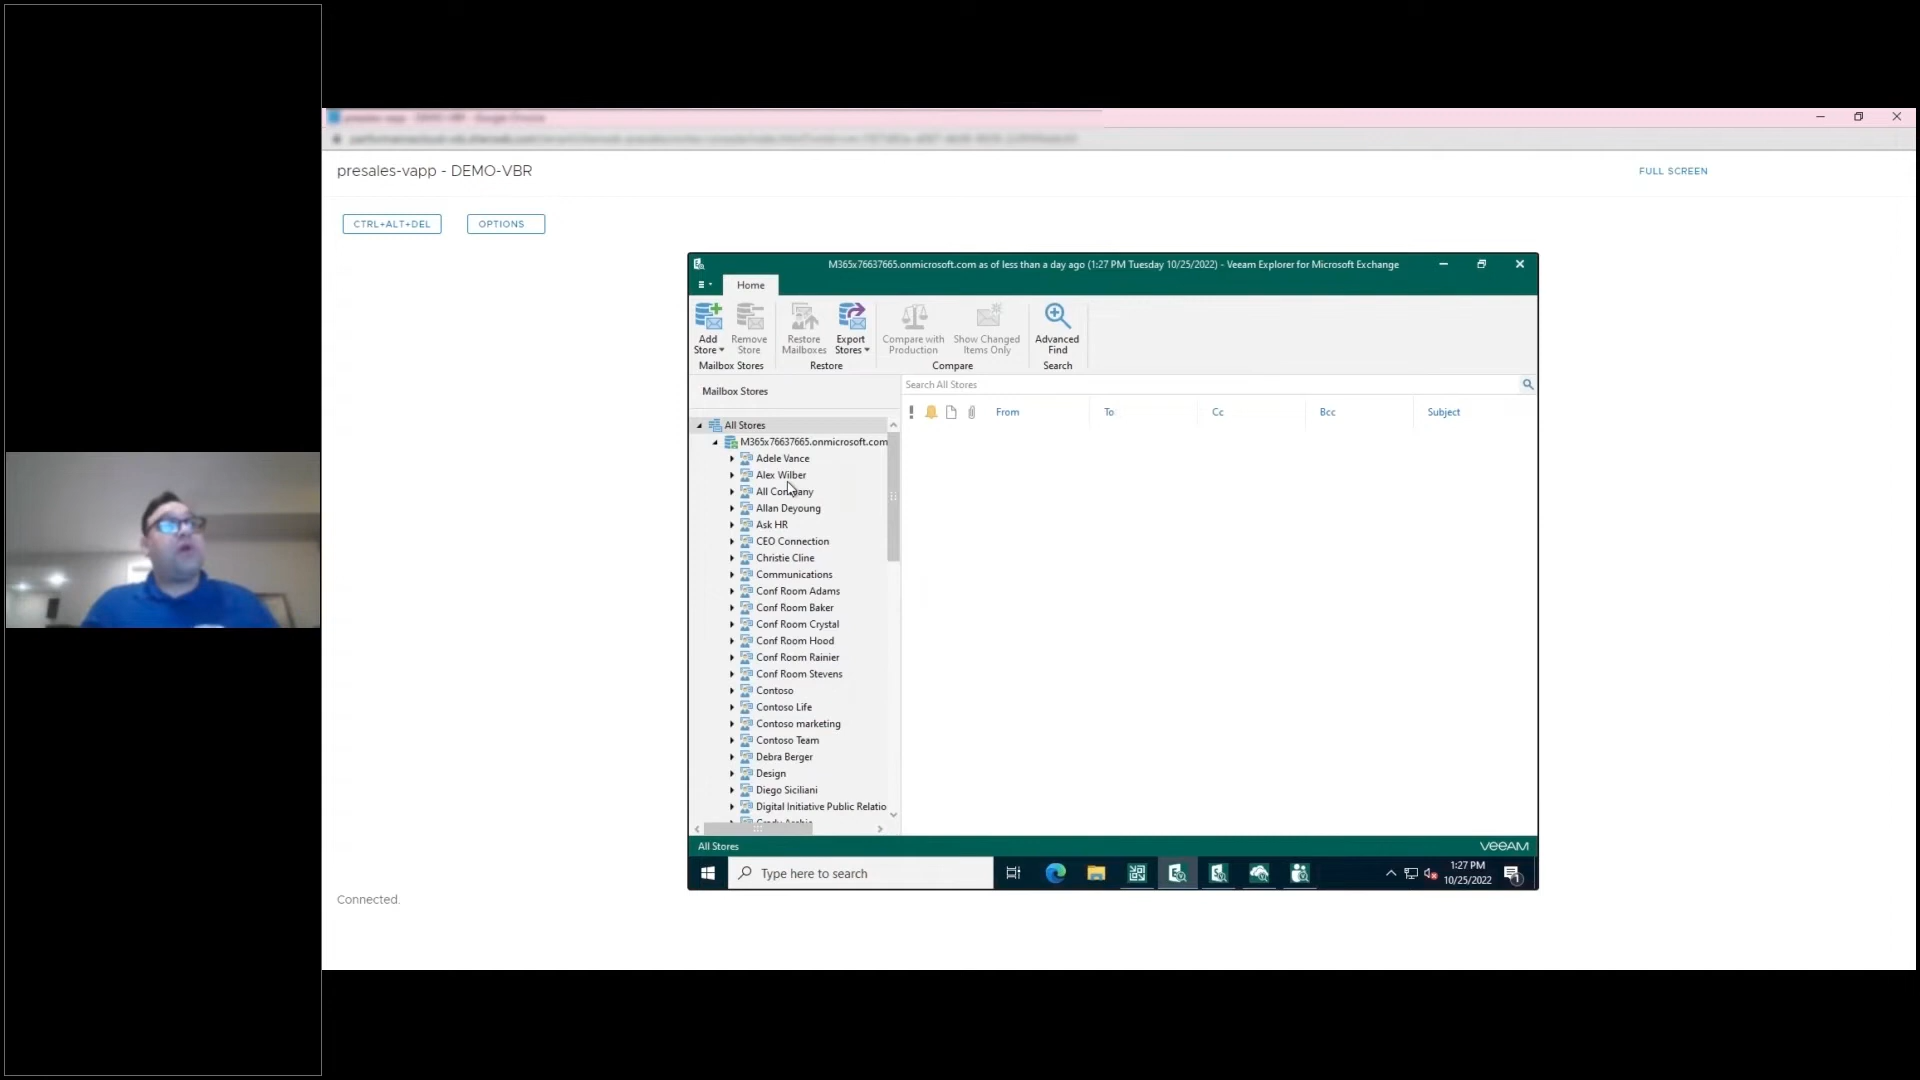 presales-vapp - DEMO-VBR
FULL SCREEN
CTRL+ALT+DEL
OPTIONS
M365x76637665.onmicrosoft.com as of less than a day ago (1:27 PM Tuesday 10/25/2022) - Veeam Explorer for Microsoft Exchange
Home
Add Store
Remove Store
Restore Mailboxes
Export Stores
Compare with Production
Show Changed Items Only
Advanced Find
Mailbox Stores
Restore
Compare
Search
Mailbox Stores
Search All Stores
From
To
Cc
Bcc
Subject
All Stores
M365x76637665.onmicrosoft.com
Adele Vance
Alex Wilber
All Company
Allan Deyoung
Ask HR
CEO Connection
Christie Cline
Communications
Conf Room Adams
Conf Room Baker
Conf Room Crystal
Conf Room Hood
Conf Room Rainier
Conf Room Stevens
Contoso
Contoso Life
Contoso marketing
Contoso Team
Debra Berger
Design
Diego Siciliani
Digital Initiative Public Relatio
All Stores
veeam
Type here to search
1:27 PM
10/25/2022
1
Connected.